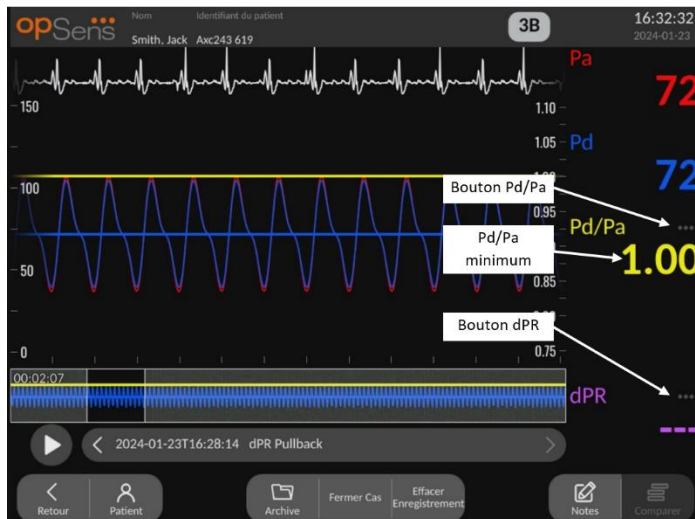 opSens
Nom
Identifiant du patient
Smith, Jack
Axc243 619
3B
16:32:32
2024-01-23
150
100
50
0
1.10
1.05
0.95
0.85
0.75
Pa
72
Pd
72
Bouton Pd/Pa
Pd/Pa
Pd/Pa
minimum
1.00
Bouton dPR
00:02:07
dPR
---
2024-01-23T16:28:14 dPR Pullback
Retour
Patient
Archive
Fermer Cas
Effacer
Enregistrement
Notes
Comparer